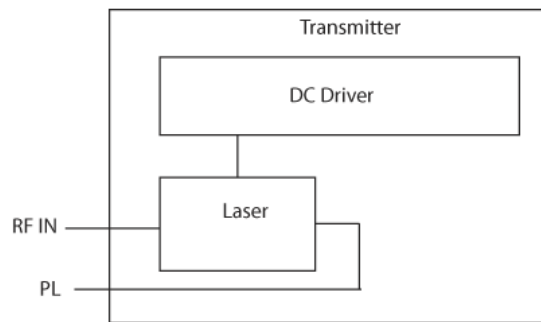 Transmitter
DC Driver
Laser
RF IN
PL